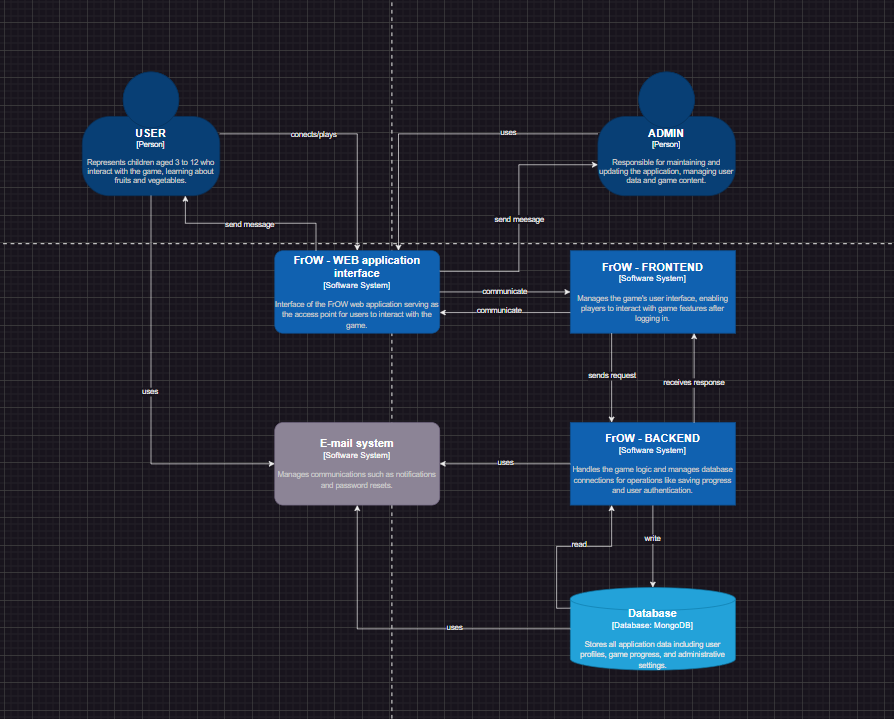 USER
[Person]
Represents children aged 3 to 12 who
interact with the game, learning about
fruits and vegetables.
conects/plays
uses
ADMIN
[Person]
Responsible for maintaining and
updating the application, managing user
data and game content.
send message
send meesage
FrOW - WEB application
interface
[Software System]
Interface of the FrOW web application serving as
the access point for users to interact with the
game.
communicate
communicate
FrOW - FRONTEND
[Software System]
Manages the game's user interface, enabling
players to interact with game features after
logging in.
sends request
receives response
uses
E-mail system
[Software System]
Manages communications such as notifications
and password resets.
uses
FrOW - BACKEND
[Software System]
Handles the game logic and manages database
connections for operations like saving progress
and user authentication.
read
write
uses
Database
[Database: MongoDB]
Stores all application data including user
profiles, game progress, and administrative
settings.